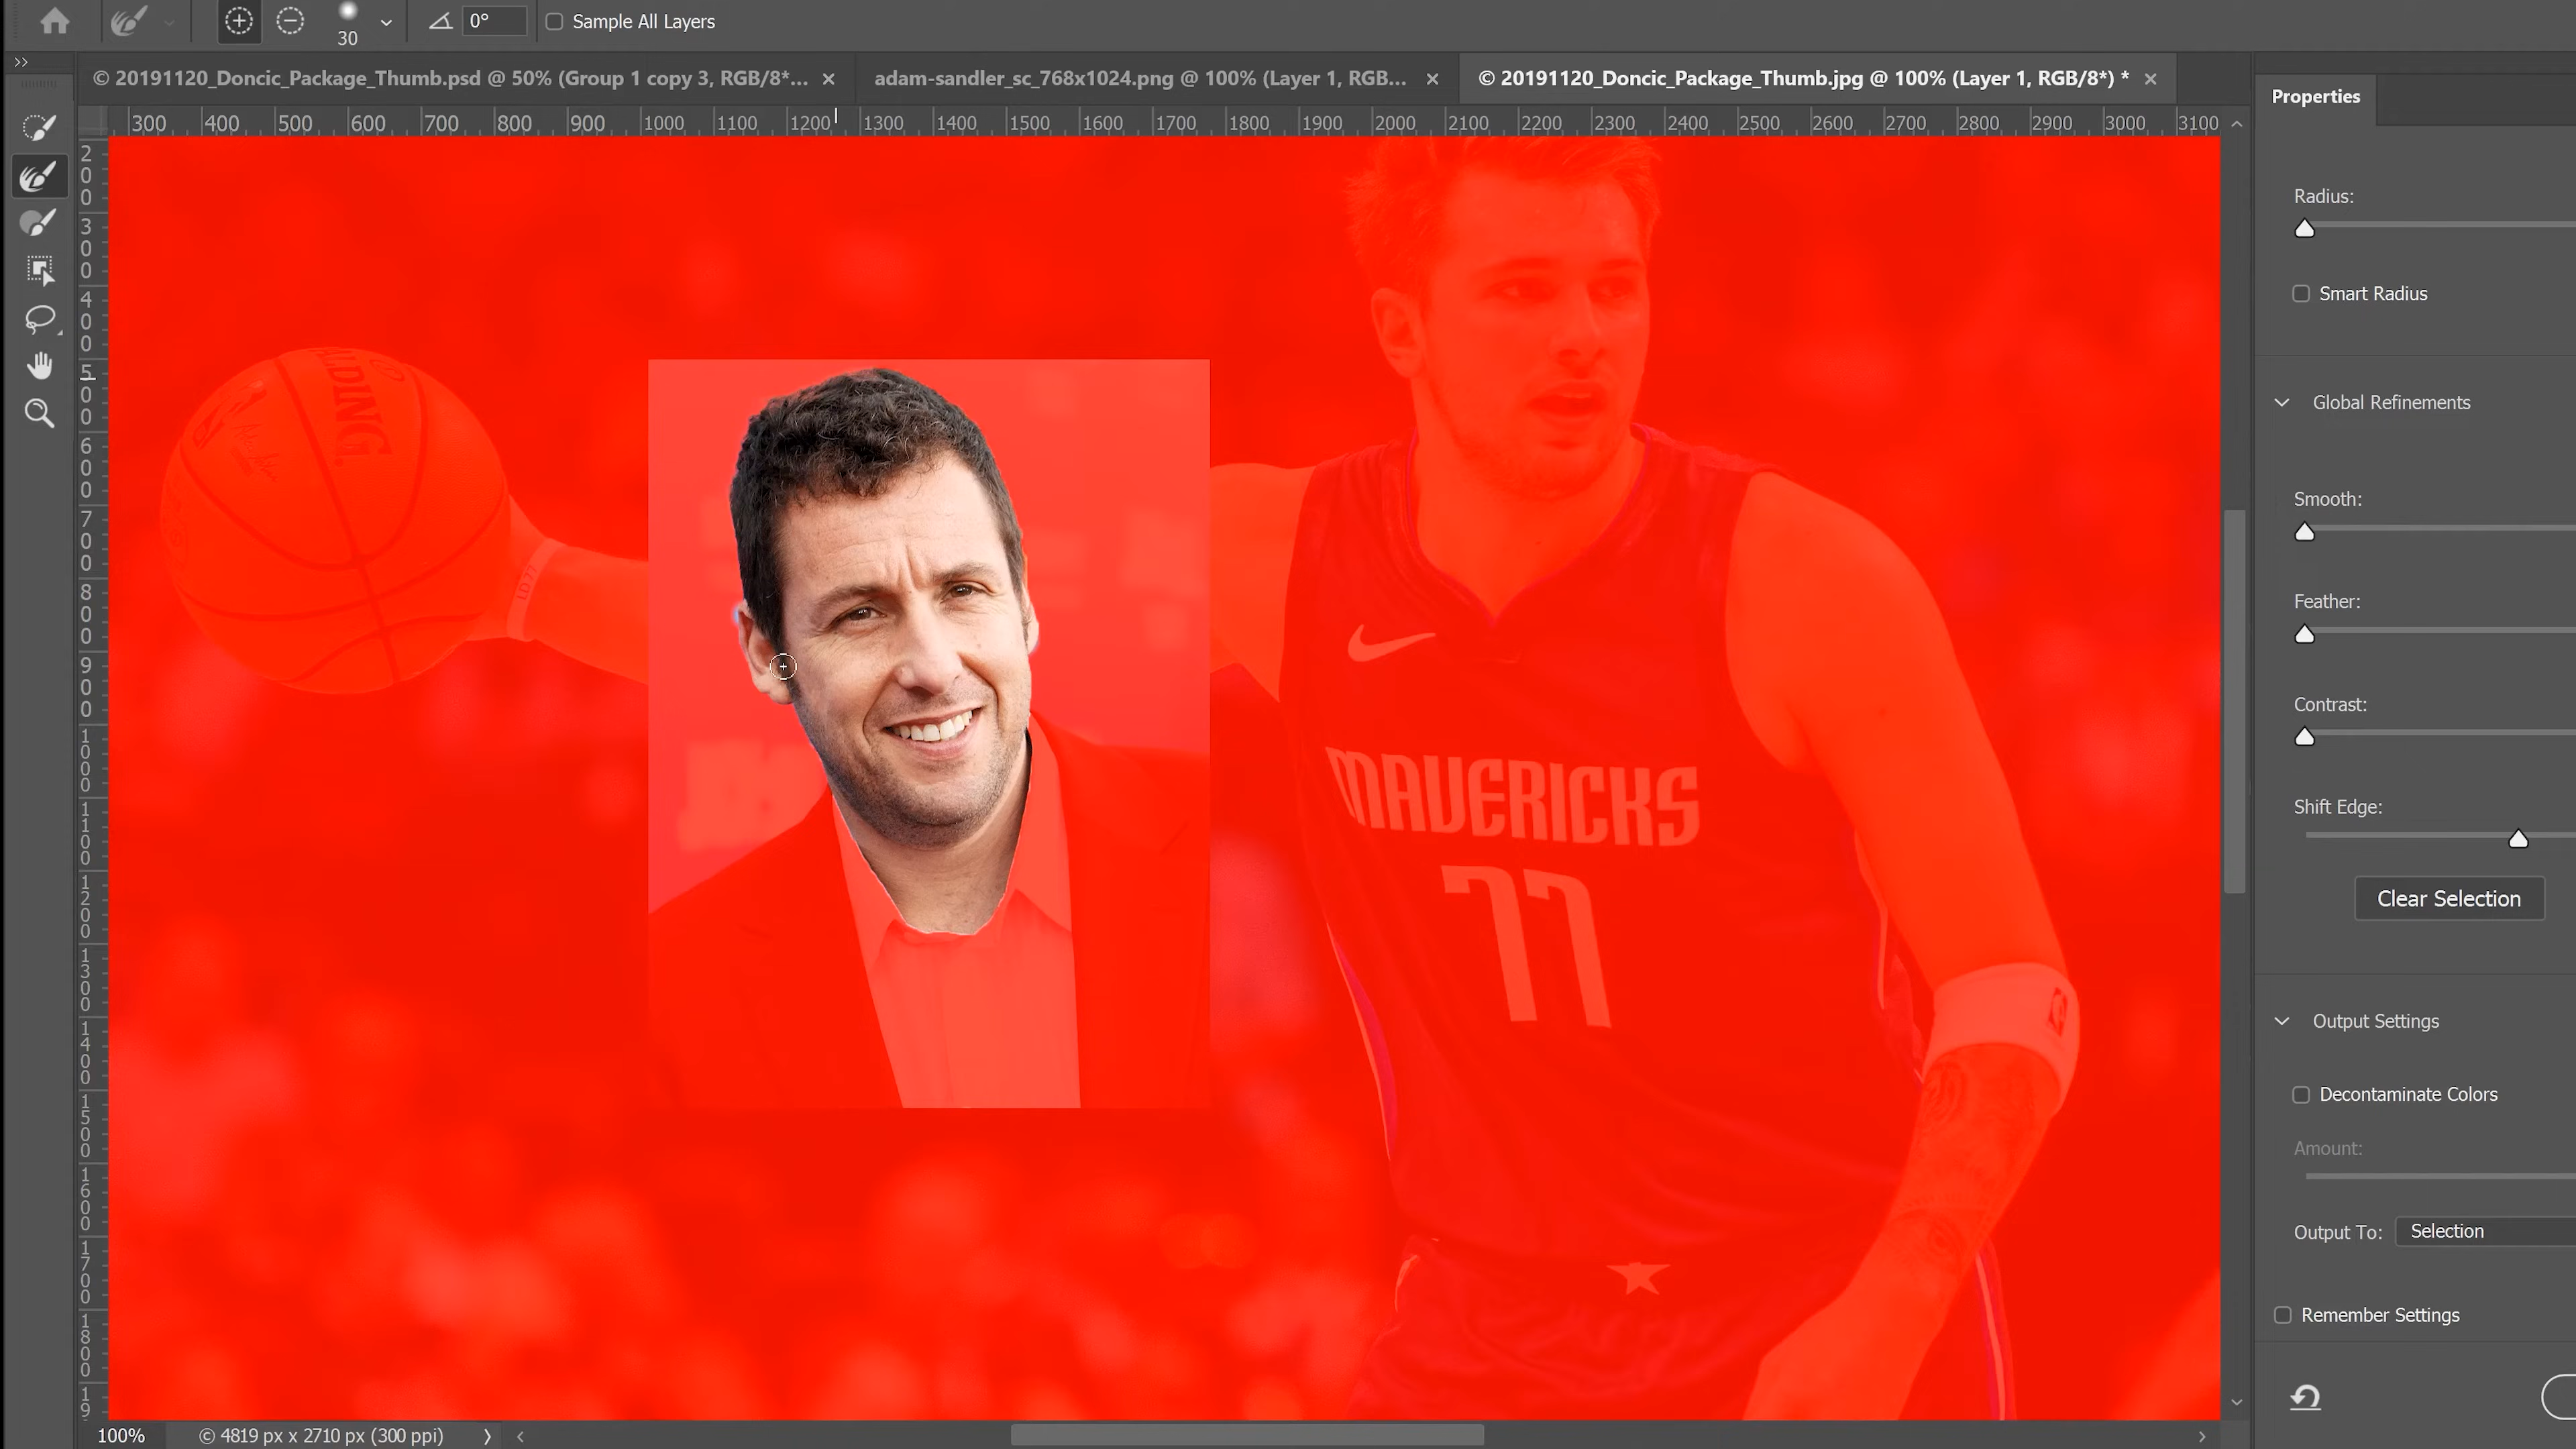 30
0°
Sample All Layers
© 20191120_Doncic_Package_Thumb.psd @ 50% (Group 1 copy 3, RGB/8*... ×
adam-sandler_sc_768x1024.png @ 100% (Layer 1, RGB... ×
© 20191120_Doncic_Package_Thumb.jpg @ 100% (Layer 1, RGB/8*) * ×
Properties
300 400 500 600 700 800 900 1000 1100 1200 1300 1400 1500 1600 1700 1800 1900 2000 2100 2200 2300 2400 2500 2600 2700 2800 2900 3000 3100
200
300
400
500
600
700
800
900
1000
1100
1200
1300
1400
1500
1600
1700
1800
19
Radius:
Smart Radius
Global Refinements
Smooth:
Feather:
Contrast:
Shift Edge:
Clear Selection
Output Settings
Decontaminate Colors
Amount:
Output To: Selection
Remember Settings
ALDING
LD77
MAVERICKS
77
100%
© 4819 px x 2710 px (300 ppi)